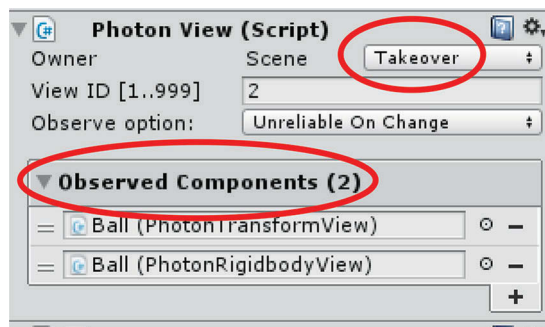 Photon View (Script)
Owner Scene Takeover
View ID [1..999] 2
Observe option: Unreliable On Change
Observed Components (2)
Ball (PhotonTransformView)
Ball (PhotonRigidbodyView)